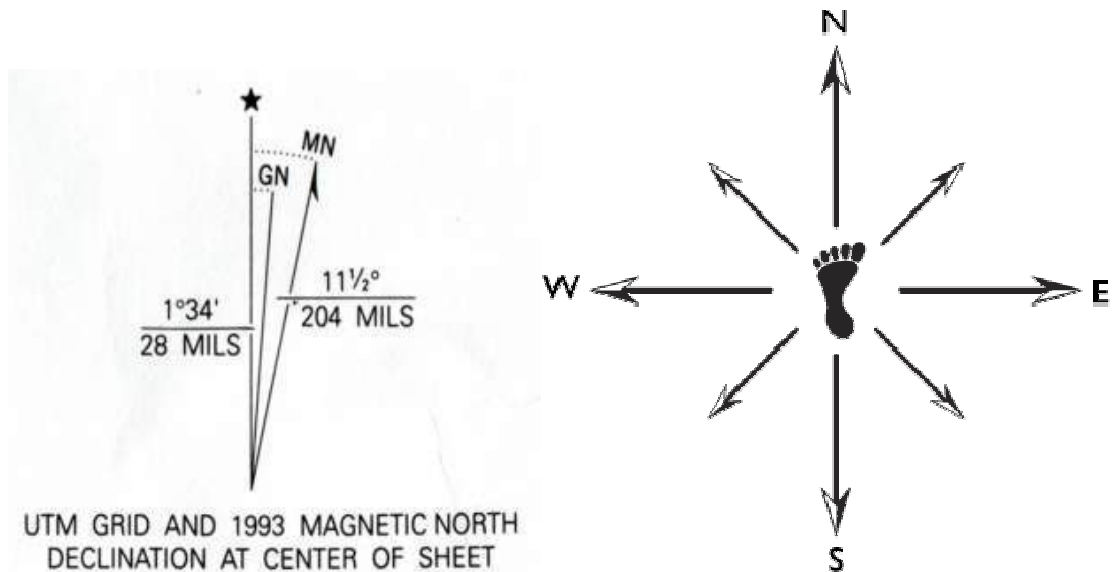 MN
GN
11½°
204 MILS
1°34'
28 MILS
UTM GRID AND 1993 MAGNETIC NORTH
DECLINATION AT CENTER OF SHEET
N
W
E
S